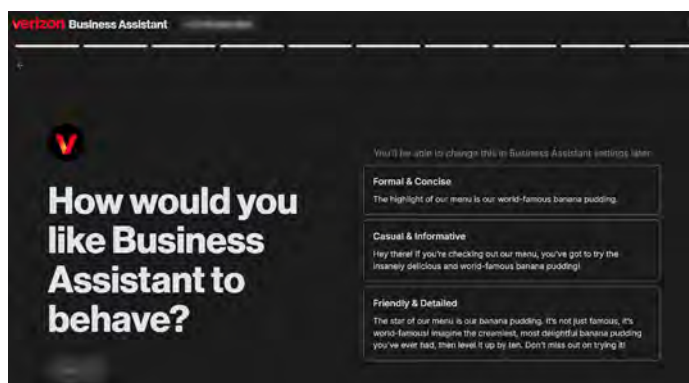 verizon Business Assistant
You'll be able to change this in Business Assistant settings later.
How would you
like Business
Assistant to
behave?
Formal & Concise
The highlight of our menu is our world-famous banana pudding.
Casual & Informative
Hey there! If you're checking out our menu, you've got to try the
insanely delicious and world-famous banana pudding!
Friendly & Detailed
The star of our menu is our banana pudding. It's not just famous, it's
world-famous! Imagine the creamiest, most delightful banana pudding
you've ever had, then level it up by ten. Don't miss out on trying it!